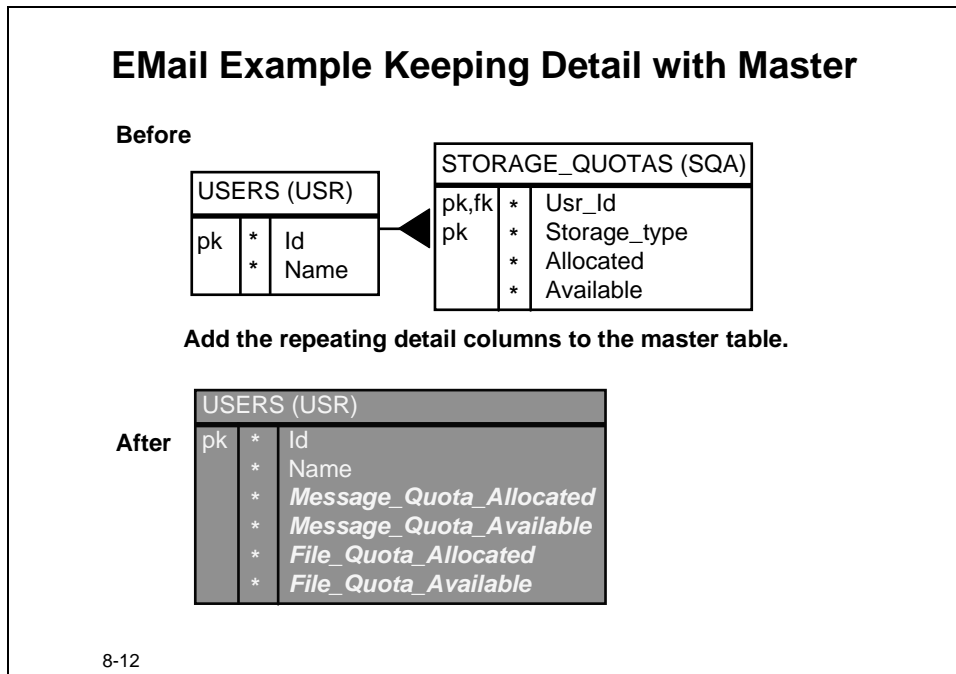 EMail Example Keeping Detail with Master
Before
USERS (USR)
pk * Id
* Name
STORAGE_QUOTAS (SQA)
pk,fk * Usr_Id
pk * Storage_type
* Allocated
* Available
Add the repeating detail columns to the master table.
After
USERS (USR)
pk * Id
* Name
* Message_Quota_Allocated
* Message_Quota_Available
* File_Quota_Allocated
* File_Quota_Available
8-12